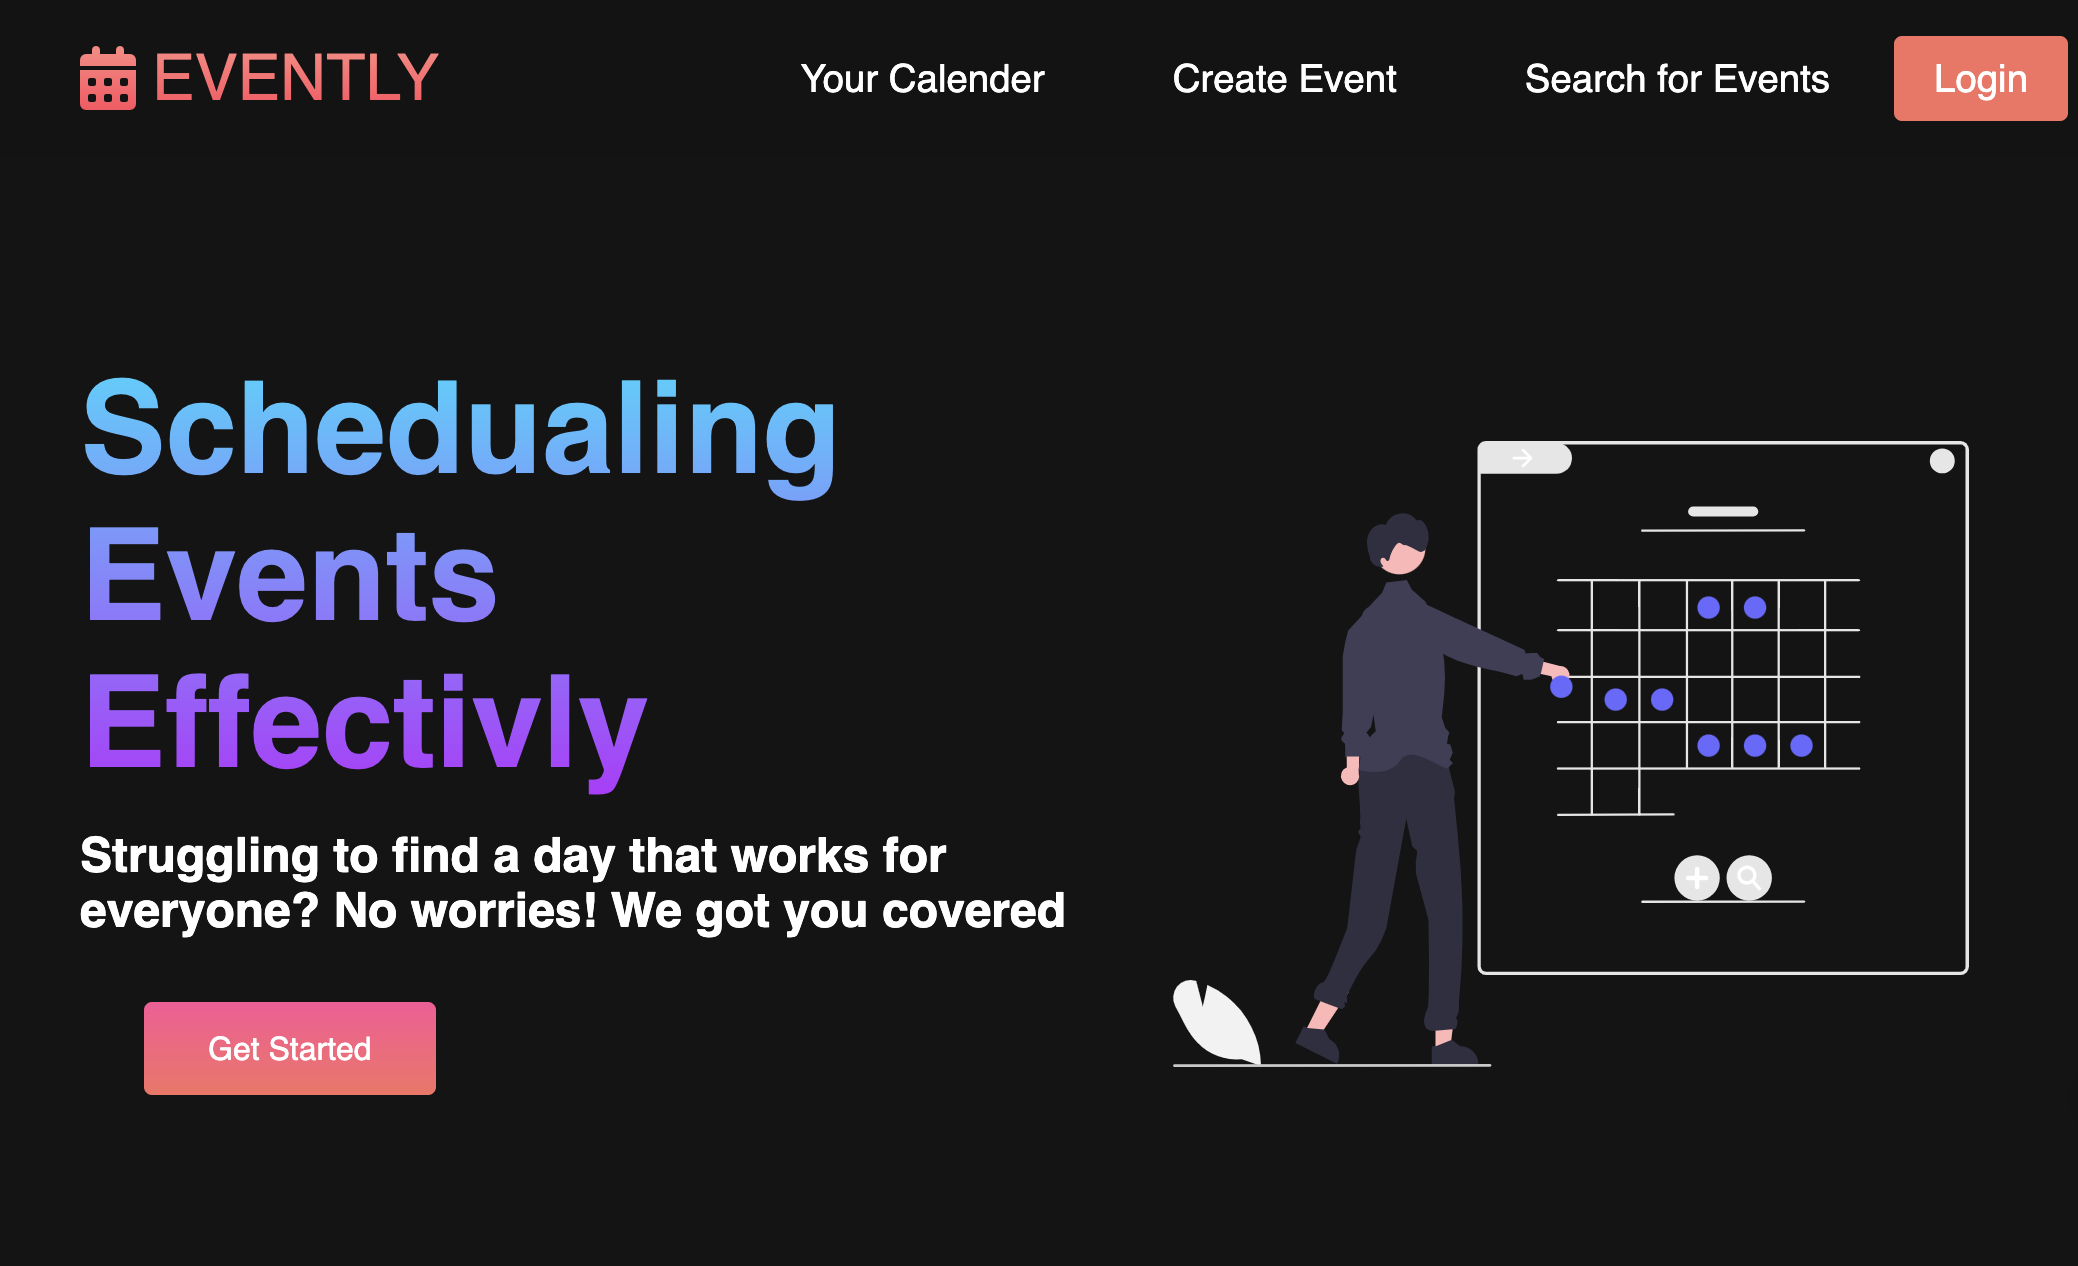 EVENTLY
Your Calender
Create Event
Search for Events
Login
Schedualing
Events
Effectivly
Struggling to find a day that works for
everyone? No worries! We got you covered
Get Started